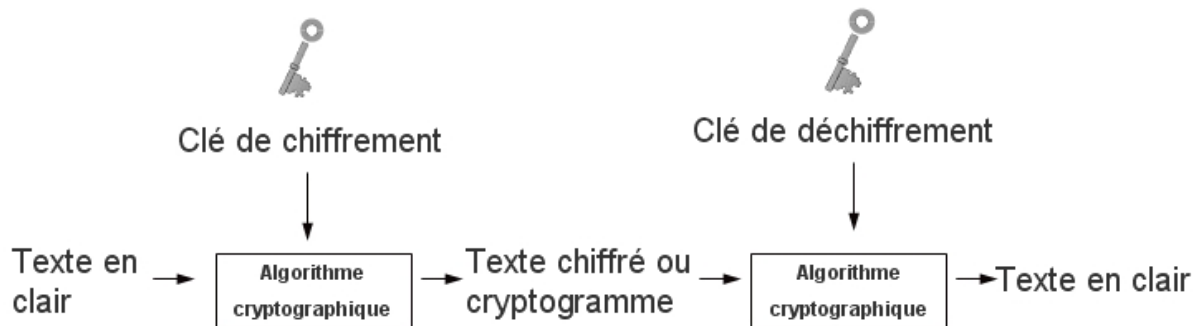 Clé de chiffrement
Clé de déchiffrement
Texte en
clair
Algorithme
cryptographique
Texte chiffré ou
cryptogramme
Algorithme
cryptographique
Texte en clair